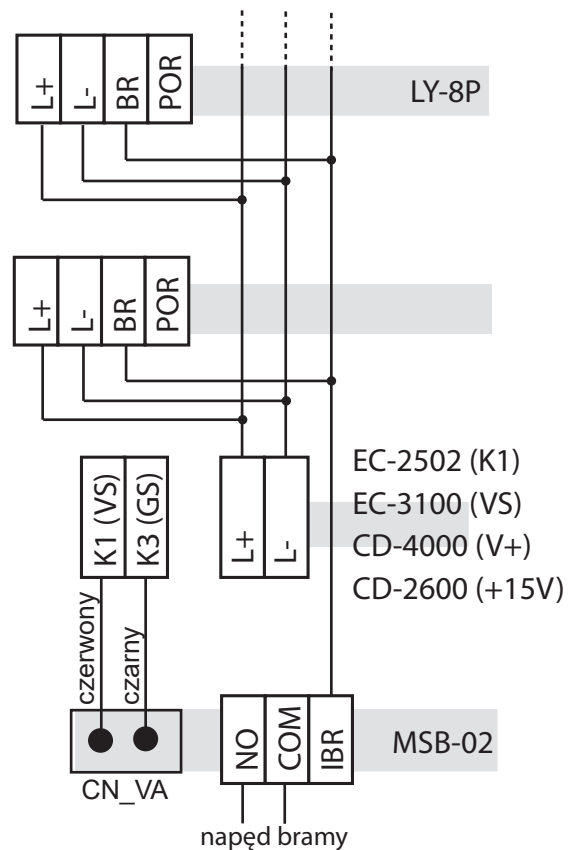 L+ L- BR POR
LY-8P
L+ L- BR POR
K1 (VS)
K3 (GS)
L+ L-
EC-2502 (K1)
EC-3100 (VS)
CD-4000 (V+)
CD-2600 (+15V)
czerwony
czarny
NO COM IBR
MSB-02
CN_VA
napęd bramy